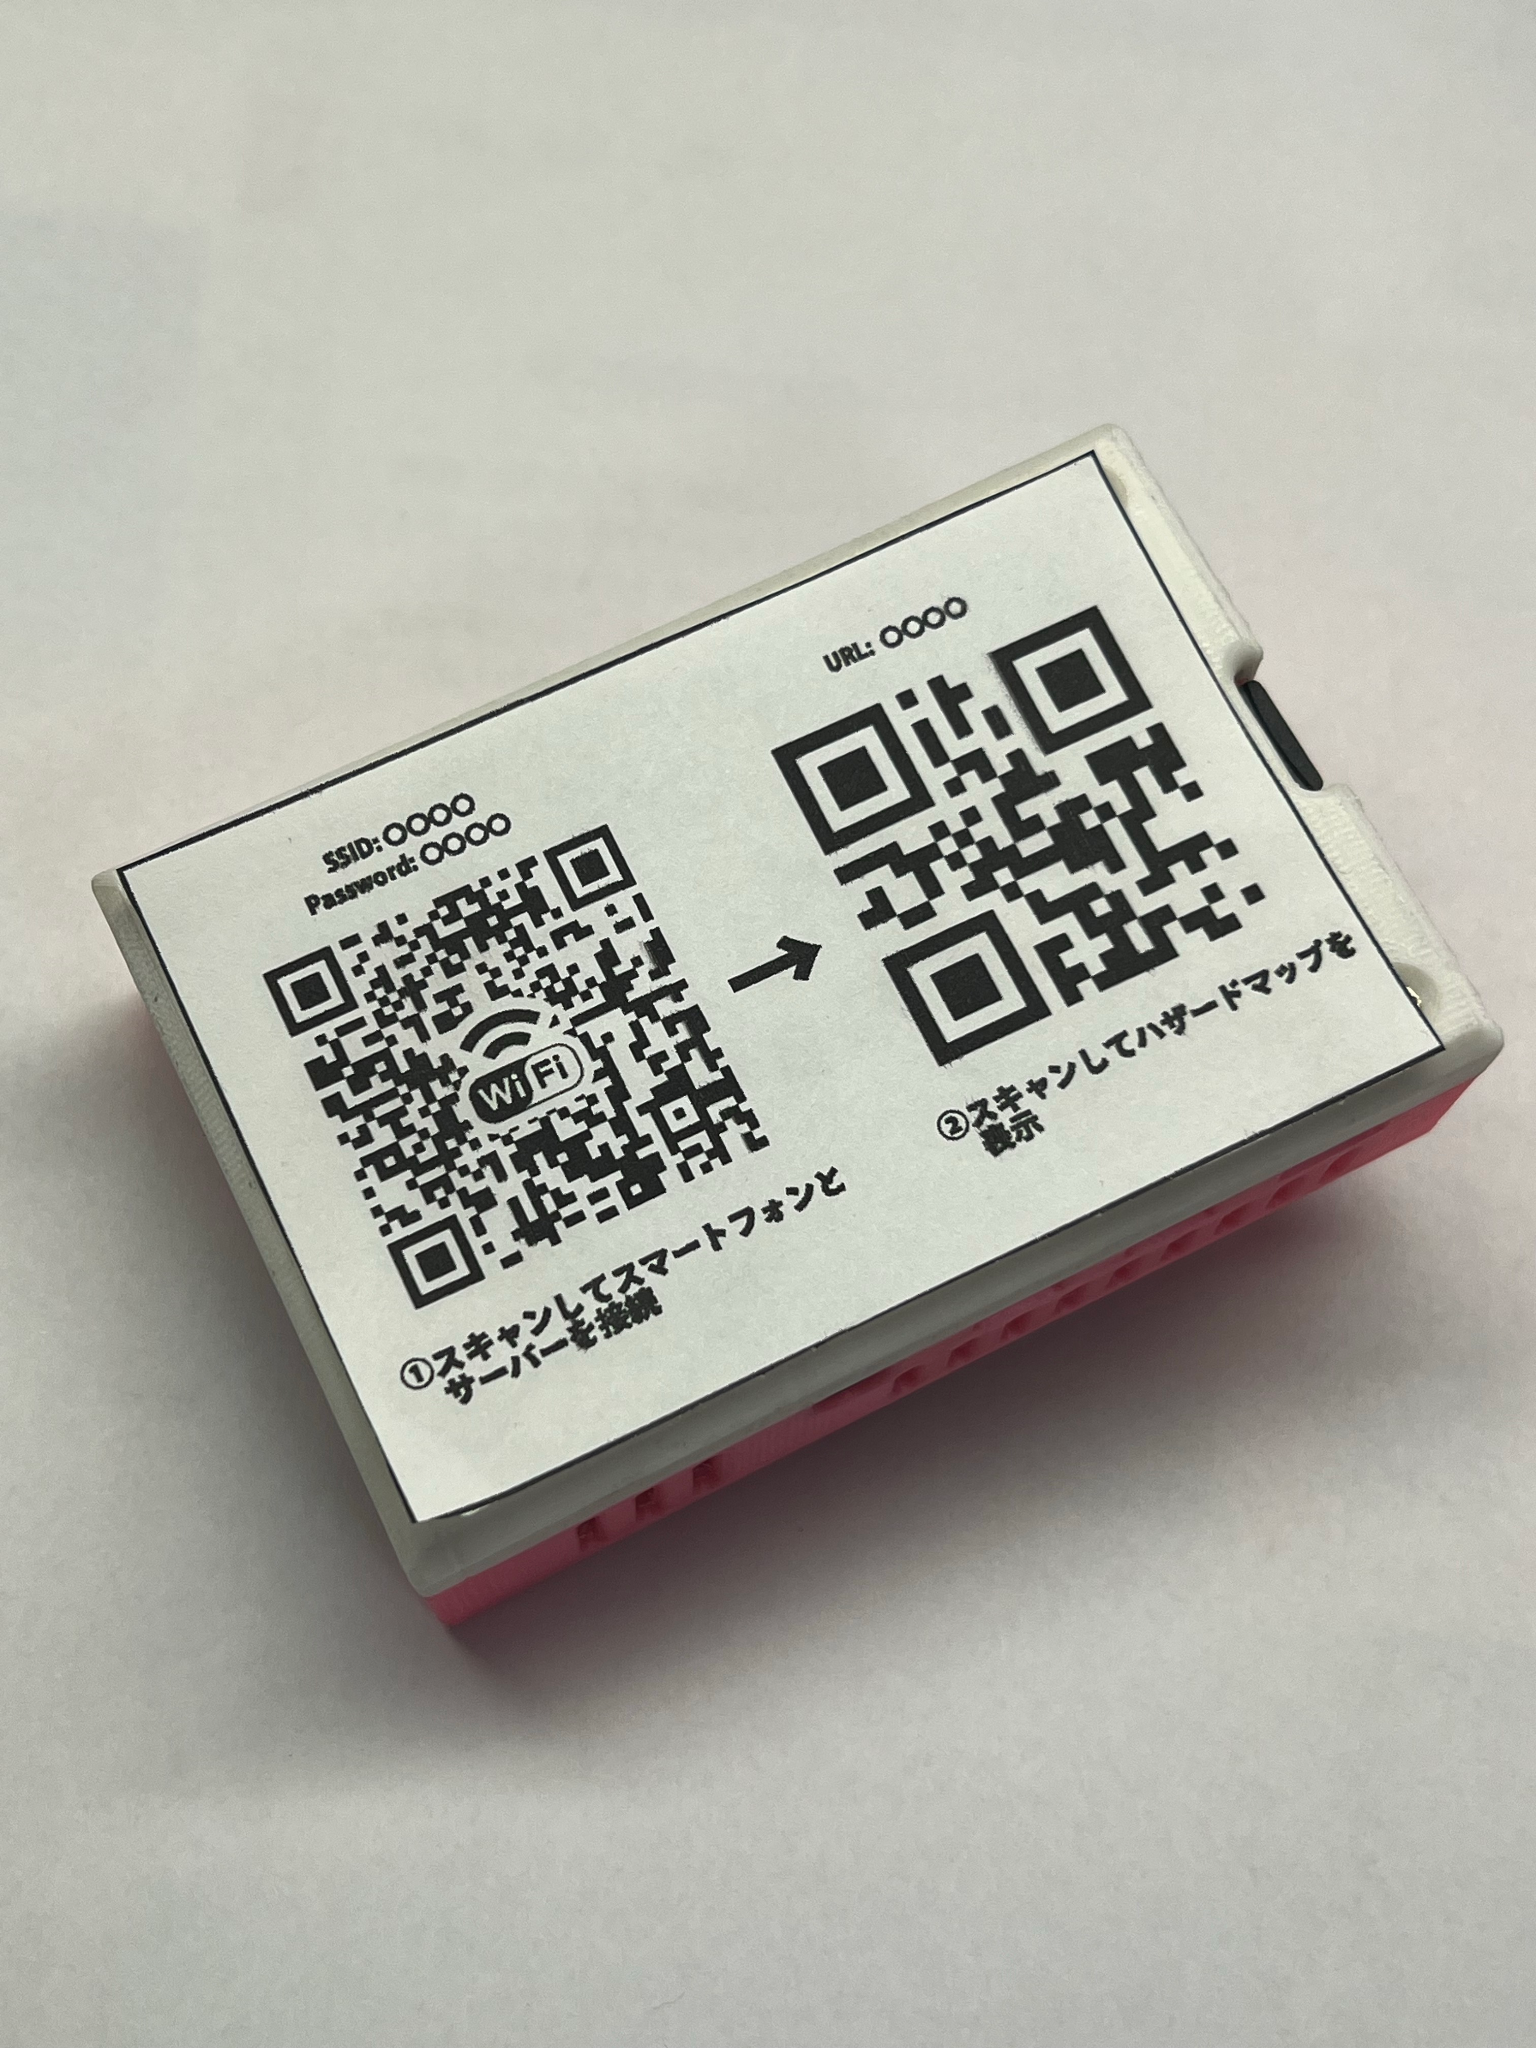 SSID: ○○○○
Password: ○○○○
WiFi
①スキャンしてスマートフォンと
サーバーを接続
→
URL: ○○○○
②スキャンしてハザードマップを
表示